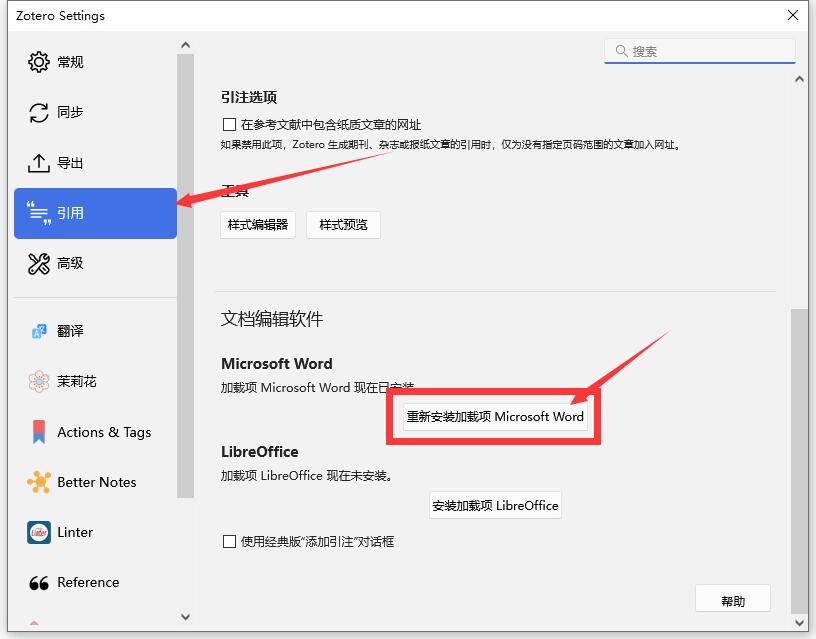 Zotero Settings
常规
同步
导出
引用
高级
翻译
茉莉花
Actions & Tags
Better Notes
Linter
Reference
搜索
引注选项
在参考文献中包含纸质文章的网址
如果禁用此项，Zotero 生成期刊、杂志或报纸文章的引用时，仅为没有指定页码范围的文章加入网址。
工具
样式编辑器
样式预览
文档编辑软件
Microsoft Word
加载项 Microsoft Word 现在已安装
重新安装加载项 Microsoft Word
LibreOffice
加载项 LibreOffice 现在未安装。
安装加载项 LibreOffice
使用经典版“添加引注”对话框
帮助